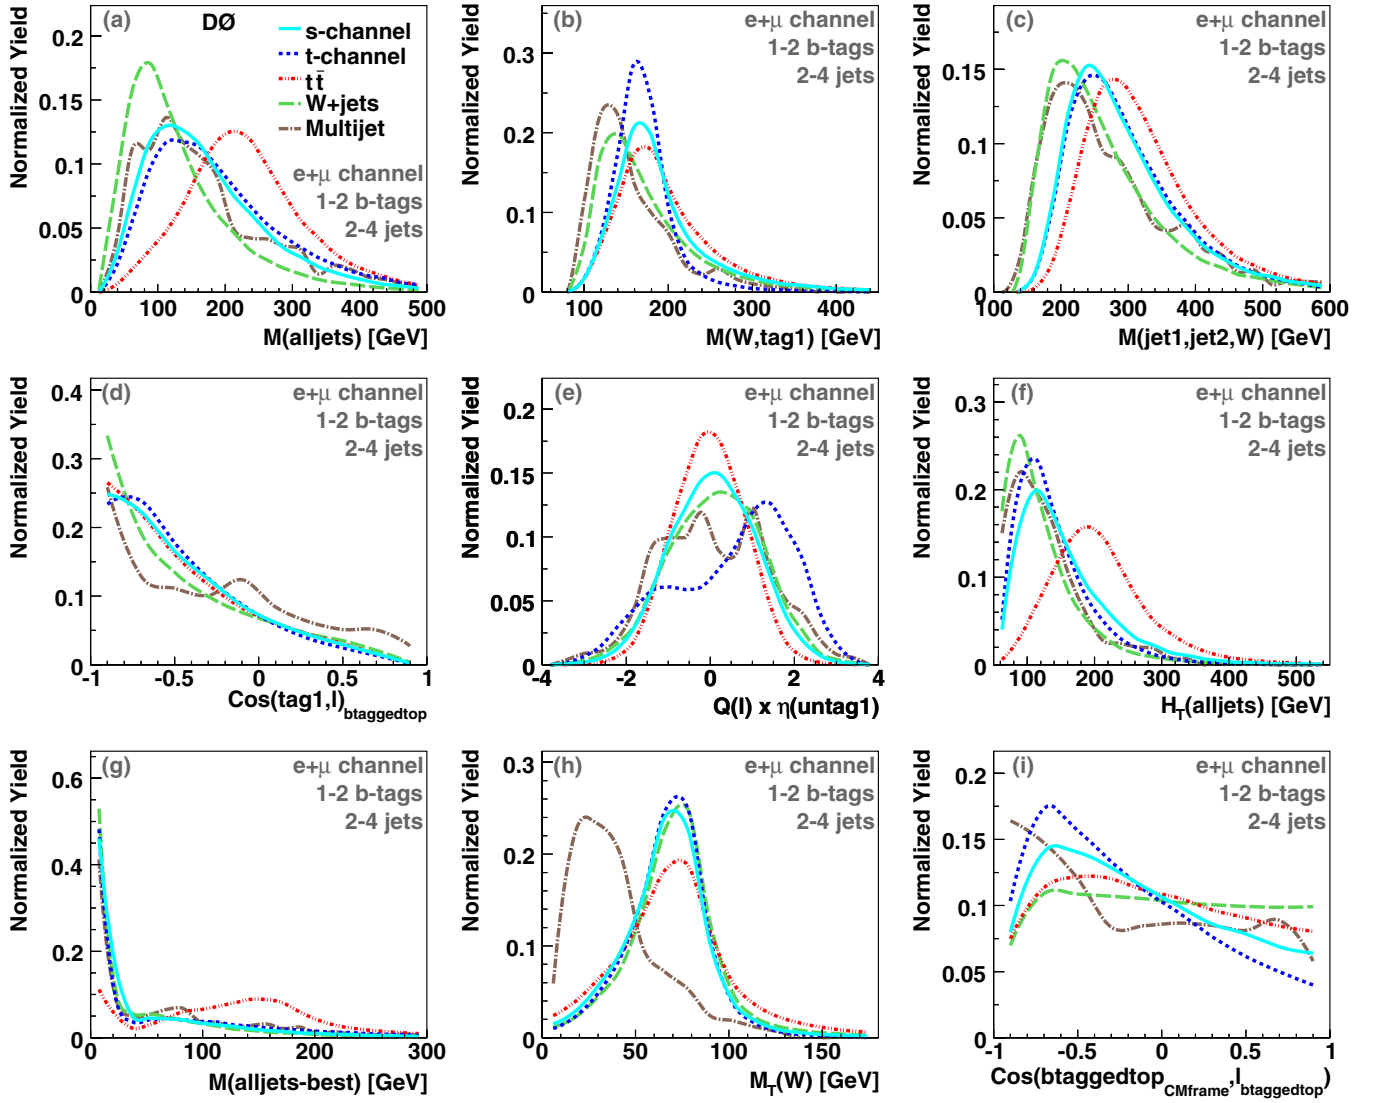 (a) DØ
s-channel
t-channel
tt̄
W+jets
Multijet
e+μ channel
1-2 b-tags
2-4 jets
Normalized Yield
0.2
0.15
0.1
0.05
0
0 100 200 300 400 500
M(alljets) [GeV]
(b) e+μ channel
1-2 b-tags
2-4 jets
Normalized Yield
0.3
0.2
0.1
0
100 200 300 400
M(W,tag1) [GeV]
(c) e+μ channel
1-2 b-tags
2-4 jets
Normalized Yield
0.15
0.1
0.05
0
100 200 300 400 500 600
M(jet1,jet2,W) [GeV]
(d) e+μ channel
1-2 b-tags
2-4 jets
Normalized Yield
0.4
0.3
0.2
0.1
0
-1 -0.5 0 0.5 1
Cos(tag1,l)btaggedtop
(e) e+μ channel
1-2 b-tags
2-4 jets
Normalized Yield
0.2
0.15
0.1
0.05
0
-4 -2 0 2 4
Q(l) x η(untag1)
(f) e+μ channel
1-2 b-tags
2-4 jets
Normalized Yield
0.3
0.2
0.1
0
100 200 300 400 500
HT(alljets) [GeV]
(g) e+μ channel
1-2 b-tags
2-4 jets
Normalized Yield
0.6
0.4
0.2
0
0 100 200 300
M(alljets-best) [GeV]
(h) e+μ channel
1-2 b-tags
2-4 jets
Normalized Yield
0.3
0.2
0.1
0
0 50 100 150
MT(W) [GeV]
(i) e+μ channel
1-2 b-tags
2-4 jets
Normalized Yield
0.2
0.15
0.1
0.05
0
-1 -0.5 0 0.5 1
Cos(btaggedtopCMframe,lbtaggedtop)